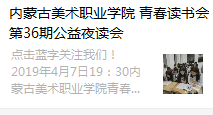 内蒙古美术职业学院 青春读书会
第36期公益夜读会
点击蓝字关注我们！
2019年4月7日19：30内
蒙古美术职业学院青春...